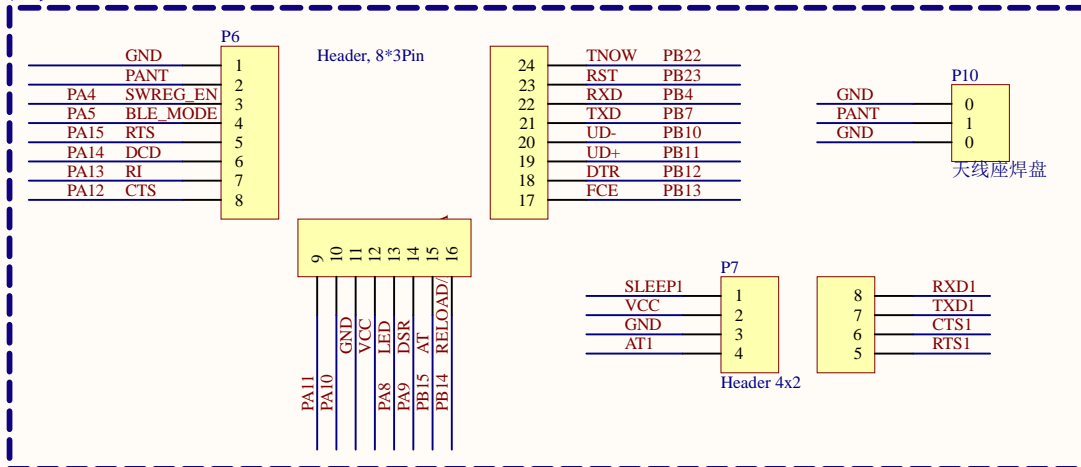 P6
Header, 8*3Pin
GND 1
PANT 2
PA4 SWREG_EN 3
PA5 BLE_MODE 4
PA15 RTS 5
PA14 DCD 6
PA13 RI 7
PA12 CTS 8
24 TNOW PB22
23 RST PB23
22 RXD PB4
21 TXD PB7
20 UD- PB10
19 UD+ PB11
18 DTR PB12
17 FCE PB13
P10
GND 0
PANT 1
GND 0
天线座焊盘
9 PA11
10 PA10
11 GND
12 VCC
13 LED PA8
14 DSR PA9
15 AT PB15
16 RELOAD/ PB14
P7
SLEEP1 1
VCC 2
GND 3
AT1 4
Header 4x2
8 RXD1
7 TXD1
6 CTS1
5 RTS1